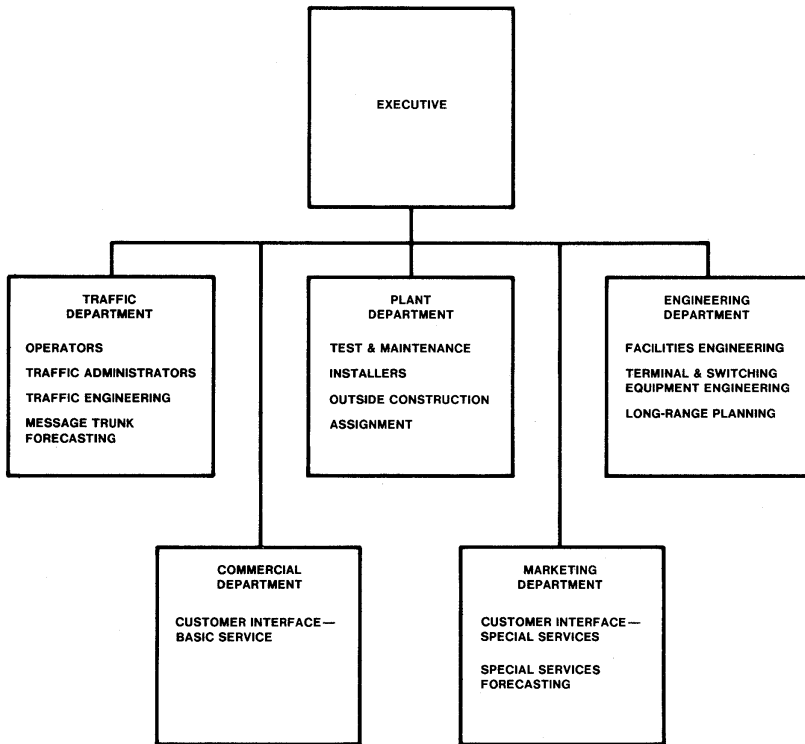 EXECUTIVE
TRAFFIC
DEPARTMENT
OPERATORS
TRAFFIC ADMINISTRATORS
TRAFFIC ENGINEERING
MESSAGE TRUNK
FORECASTING
PLANT
DEPARTMENT
TEST & MAINTENANCE
INSTALLERS
OUTSIDE CONSTRUCTION
ASSIGNMENT
ENGINEERING
DEPARTMENT
FACILITIES ENGINEERING
TERMINAL & SWITCHING
EQUIPMENT ENGINEERING
LONG-RANGE PLANNING
COMMERCIAL
DEPARTMENT
CUSTOMER INTERFACE—
BASIC SERVICE
MARKETING
DEPARTMENT
CUSTOMER INTERFACE—
SPECIAL SERVICES
SPECIAL SERVICES
FORECASTING